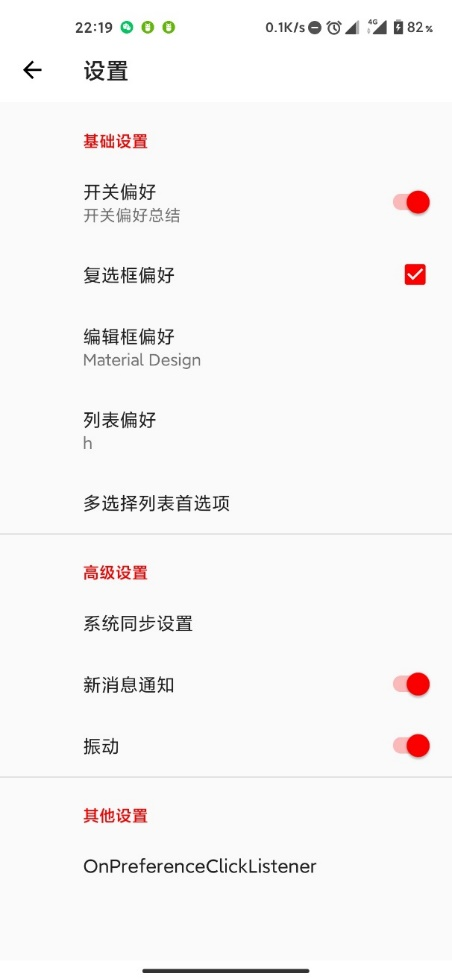 22:19 0.1K/s 4G 82%
设置
基础设置
开关偏好
开关偏好总结
复选框偏好
编辑框偏好
Material Design
列表偏好
h
多选择列表首选项
高级设置
系统同步设置
新消息通知
振动
其他设置
OnPreferenceClickListener